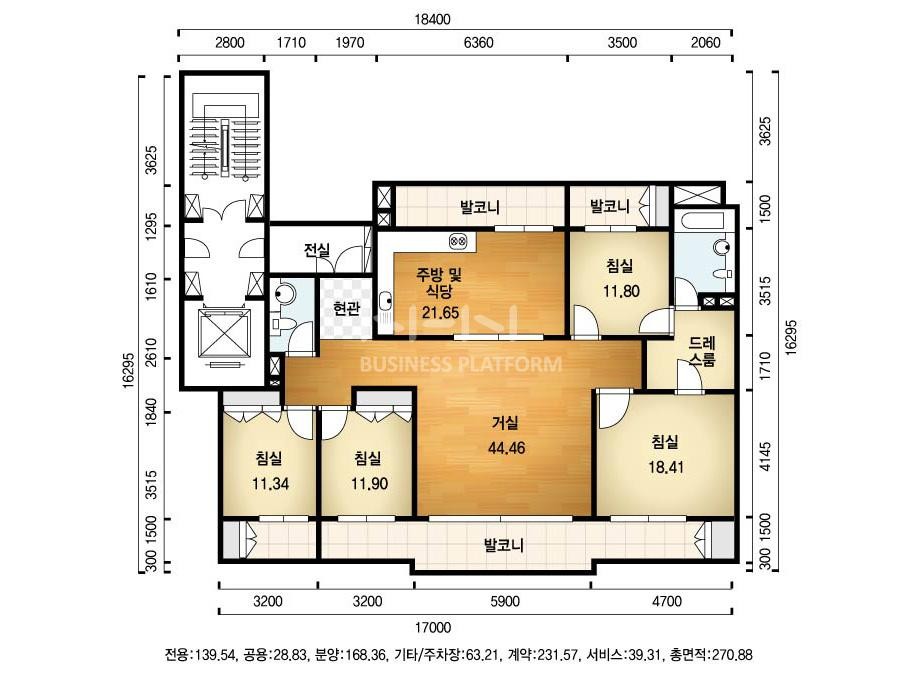 18400
2800 1710 1970 6360 3500 2060
3625 1295 1610 2610 1840 3515 1500 300
16295
3625 1500 3515 1710 4145 1500 300
16295
발코니 발코니
전실
주방 및
식당
21.65
침실
11.80
현관
BUSINESS PLATFORM
드레
스룸
거실
44.46
침실
11.34
침실
11.90
침실
18.41
발코니
3200 3200 5900 4700
17000
전용:139.54, 공용:28.83, 분양:168.36, 기타/주차장:63.21, 계약:231.57, 서비스:39.31, 총면적:270.88